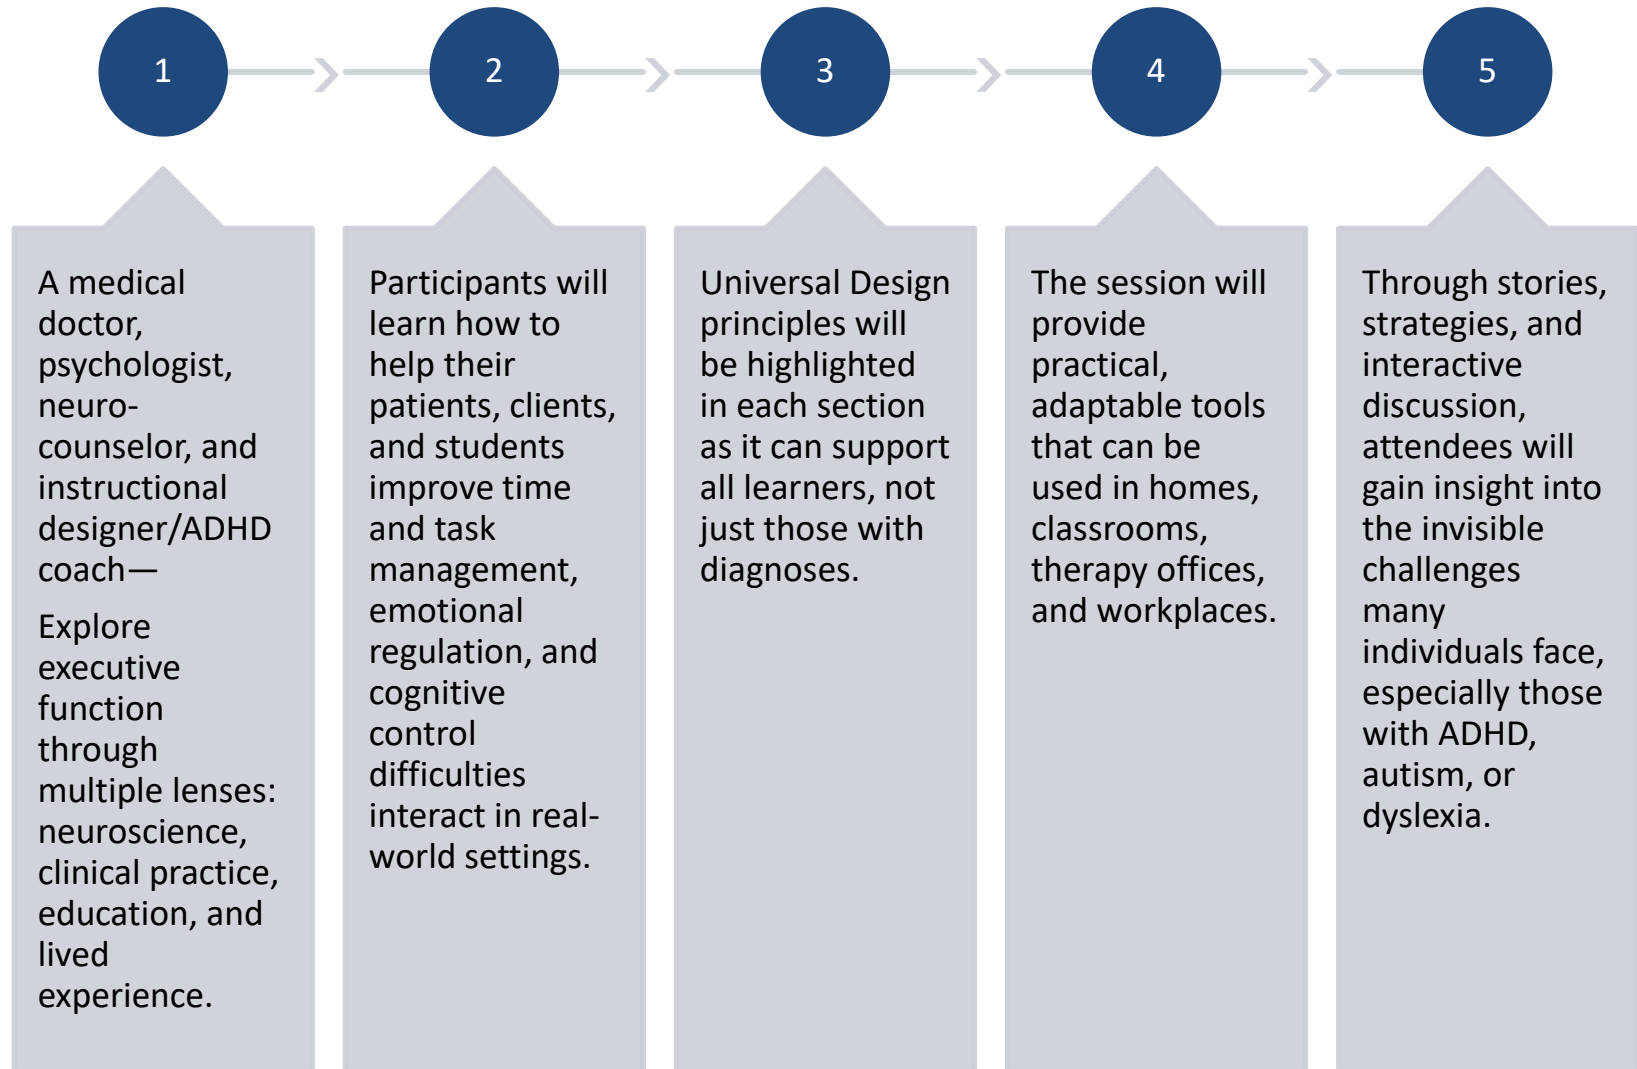 1
2
3
4
5
A medical
doctor,
psychologist,
neuro-
counselor, and
instructional
designer/ADHD
coach—
Explore
executive
function
through
multiple lenses:
neuroscience,
clinical practice,
education, and
lived
experience.
Participants will
learn how to
help their
patients, clients,
and students
improve time
and task
management,
emotional
regulation, and
cognitive
control
difficulties
interact in real-
world settings.
Universal Design
principles will
be highlighted
in each section
as it can support
all learners, not
just those with
diagnoses.
The session will
provide
practical,
adaptable tools
that can be
used in homes,
classrooms,
therapy offices,
and workplaces.
Through stories,
strategies, and
interactive
discussion,
attendees will
gain insight into
the invisible
challenges
many
individuals face,
especially those
with ADHD,
autism, or
dyslexia.